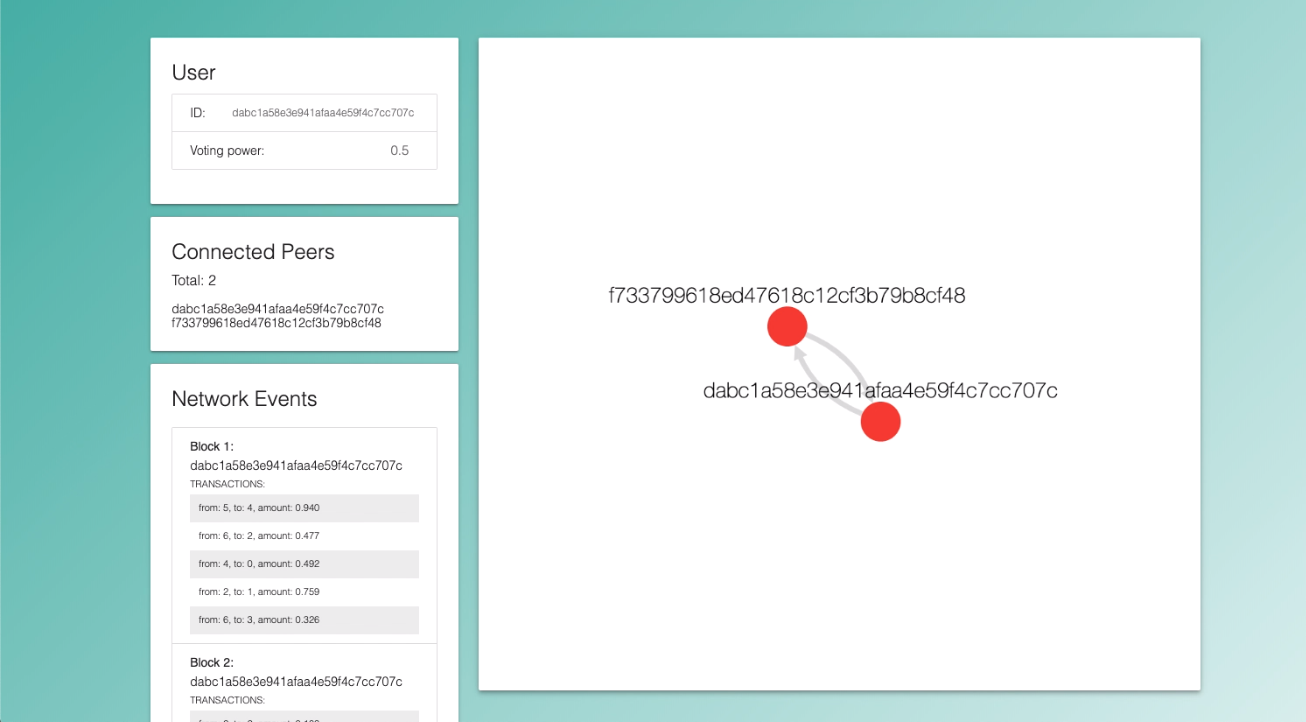 User
ID: dabc1a58e3e941afaa4e59f4c7cc707c
Voting power: 0.5
Connected Peers
Total: 2
dabc1a58e3e941afaa4e59f4c7cc707c
f733799618ed47618c12cf3b79b8cf48
Network Events
Block 1:
dabc1a58e3e941afaa4e59f4c7cc707c
TRANSACTIONS:
from: 5, to: 4, amount: 0.940
from: 6, to: 2, amount: 0.477
from: 4, to: 0, amount: 0.492
from: 2, to: 1, amount: 0.759
from: 6, to: 3, amount: 0.326
Block 2:
dabc1a58e3e941afaa4e59f4c7cc707c
TRANSACTIONS:
f733799618ed47618c12cf3b79b8cf48
dabc1a58e3e941afaa4e59f4c7cc707c